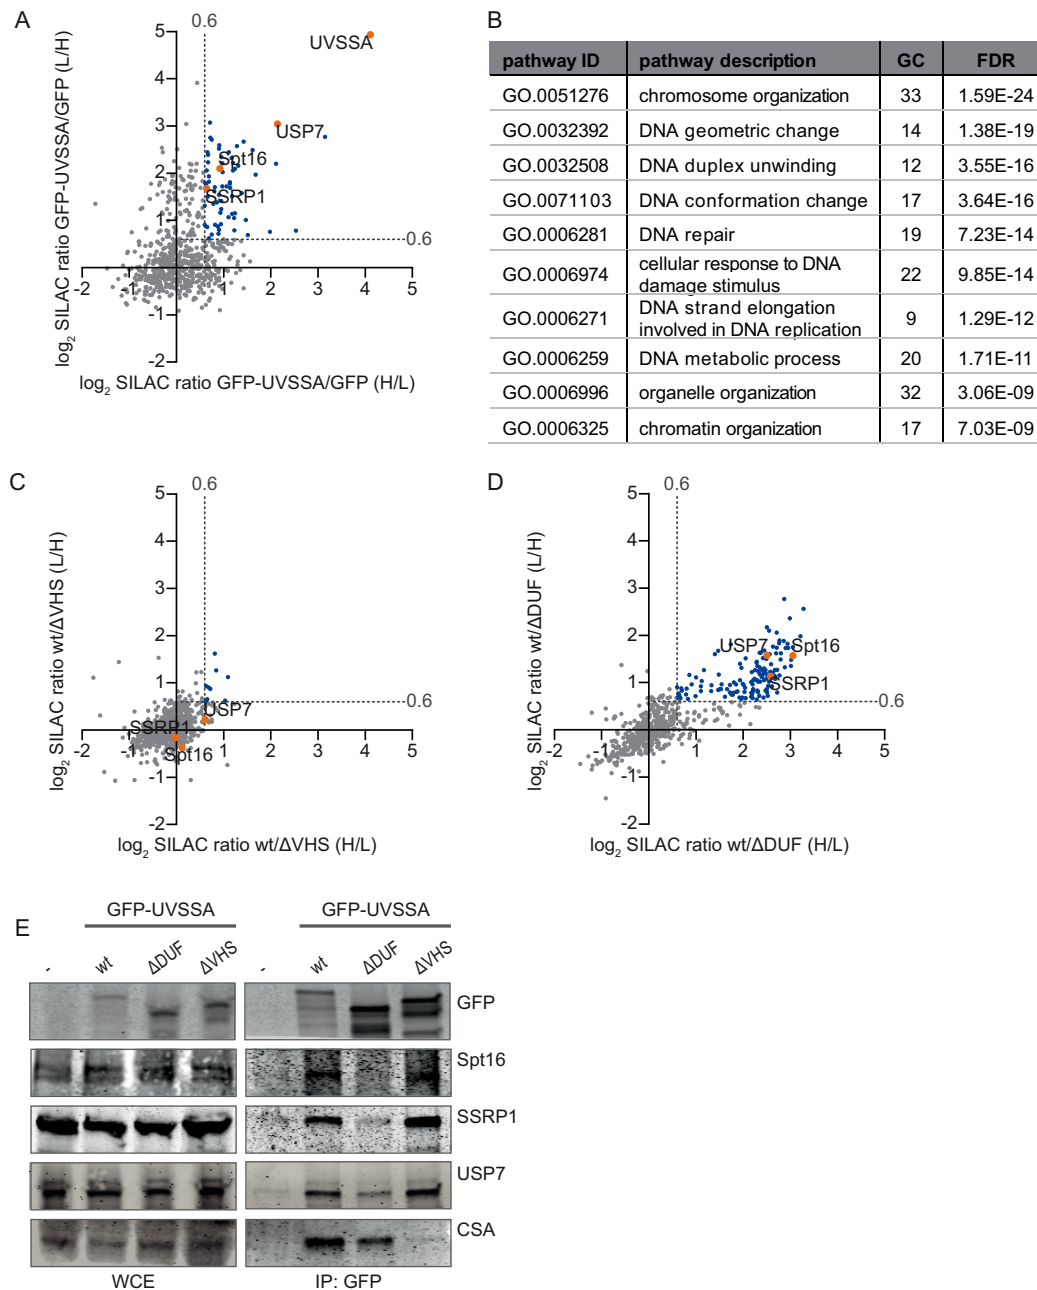 A
0.6
5
4
3
2
1
-1
-2
-2
-1
1
2
3
4
5
0.6
UVSSA
USP7
Spt16
SSRP1
log2 SILAC ratio GFP-UVSSA/GFP (L/H)
log2 SILAC ratio GFP-UVSSA/GFP (H/L)
B
pathway ID pathway description GC FDR
GO.0051276 chromosome organization 33 1.59E-24
GO.0032392 DNA geometric change 14 1.38E-19
GO.0032508 DNA duplex unwinding 12 3.55E-16
GO.0071103 DNA conformation change 17 3.64E-16
GO.0006281 DNA repair 19 7.23E-14
GO.0006974 cellular response to DNA damage stimulus 22 9.85E-14
GO.0006271 DNA strand elongation involved in DNA replication 9 1.29E-12
GO.0006259 DNA metabolic process 20 1.71E-11
GO.0006996 organelle organization 32 3.06E-09
GO.0006325 chromatin organization 17 7.03E-09
C
0.6
5
4
3
2
1
-1
-2
-2
-1
1
2
3
4
5
0.6
USP7
SSRP1
Spt16
log2 SILAC ratio wt/ΔVHS (L/H)
log2 SILAC ratio wt/ΔVHS (H/L)
D
0.6
5
4
3
2
1
-1
-2
-2
-1
1
2
3
4
5
0.6
USP7
Spt16
SSRP1
log2 SILAC ratio wt/ΔDUF (L/H)
log2 SILAC ratio wt/ΔDUF (H/L)
E
GFP-UVSSA GFP-UVSSA
- wt ΔDUF ΔVHS - wt ΔDUF ΔVHS
GFP
Spt16
SSRP1
USP7
CSA
WCE IP: GFP